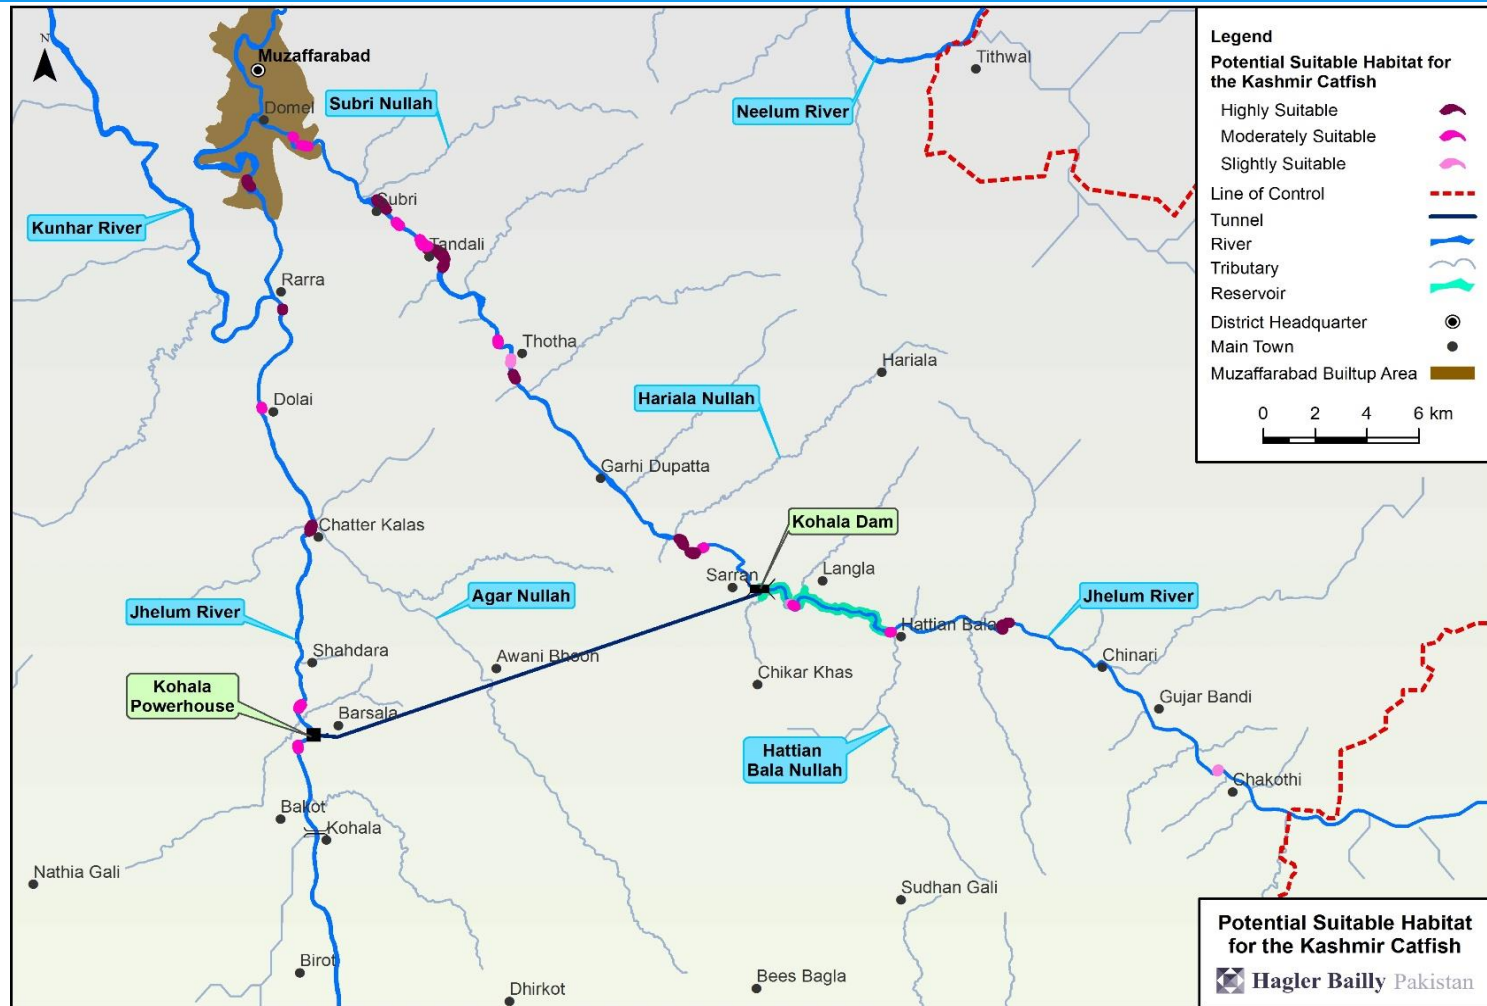 N
Muzaffarabad
Domel
Subri Nullah
Neelum River
Tithwal
Kunhar River
Subri
Tandali
Rarra
Thotha
Hariala
Dolai
Hariala Nullah
Garhi Dupatta
Chatter Kalas
Kohala Dam
Sarran
Langla
Agar Nullah
Jhelum River
Jhelum River
Hattian Bala
Shahdara
Awani Bhoon
Chinari
Chikar Khas
Kohala
Powerhouse
Barsala
Gujar Bandi
Hattian
Bala Nullah
Chakothi
Bakot
Kohala
Nathia Gali
Sudhan Gali
Birot
Dhirkot
Bees Bagla
Legend
Potential Suitable Habitat for
the Kashmir Catfish
Highly Suitable
Moderately Suitable
Slightly Suitable
Line of Control
Tunnel
River
Tributary
Reservoir
District Headquarter
Main Town
Muzaffarabad Builtup Area
0 2 4 6 km
Potential Suitable Habitat
for the Kashmir Catfish
Hagler Bailly Pakistan